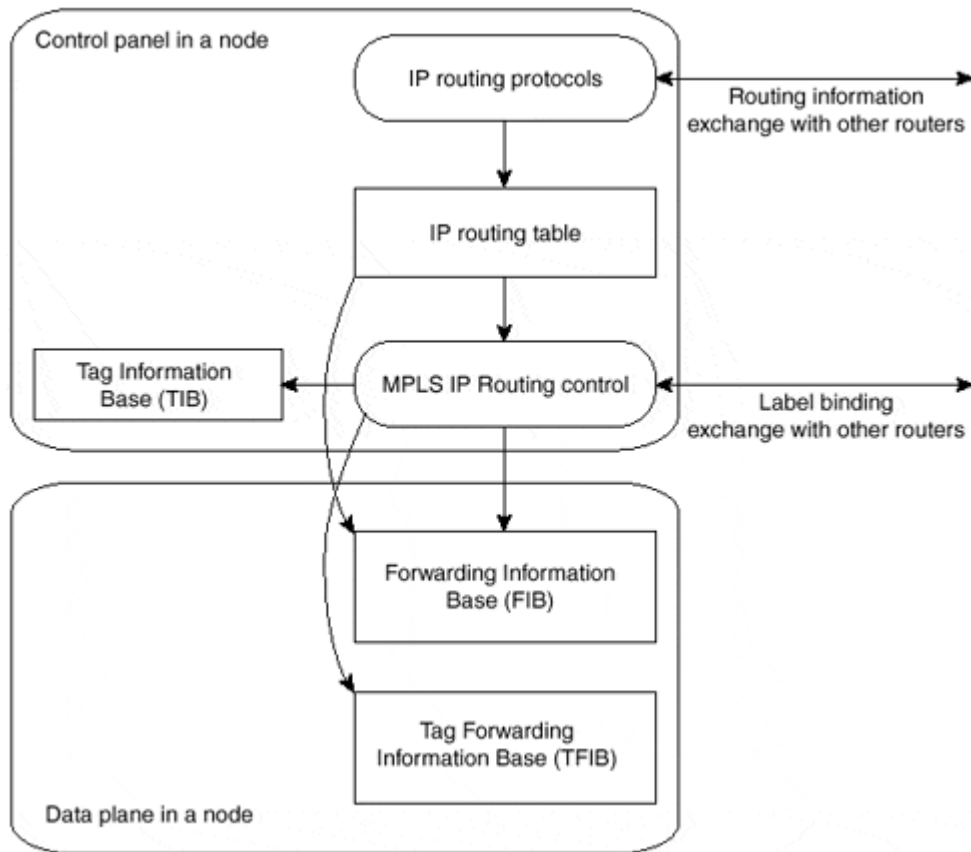 Control panel in a node
IP routing protocols
Routing information
exchange with other routers
IP routing table
Tag Information
Base (TIB)
MPLS IP Routing control
Label binding
exchange with other routers
Forwarding Information
Base (FIB)
Tag Forwarding
Information Base (TFIB)
Data plane in a node